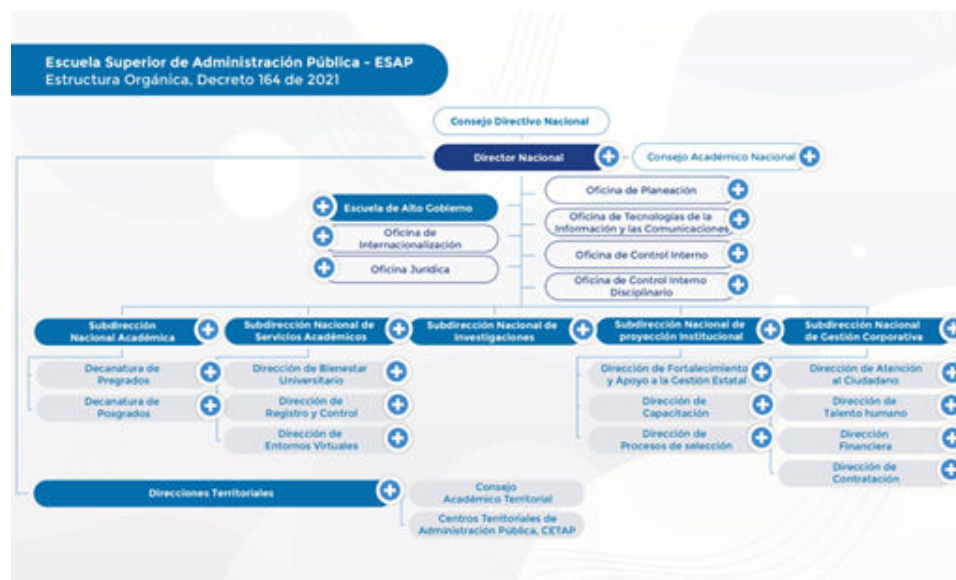 Escuela Superior de Administración Pública - ESAP
Estructura Orgánica, Decreto 164 de 2021
Consejo Directivo Nacional
Director Nacional
Consejo Académico Nacional
Escuela de Alto Gobierno
Oficina de
Internacionalización
Oficina Jurídica
Oficina de Planeación
Oficina de Tecnologías de la
Información y las Comunicaciones
Oficina de Control Interno
Oficina de Control Interno
Disciplinario
Subdirección
Nacional Académica
Decanatura de
Pregrados
Decanatura de
Posgrados
Subdirección Nacional de
Servicios Académicos
Dirección de Bienestar
Universitario
Dirección de
Registro y Control
Dirección de
Entornos Virtuales
Subdirección Nacional de
Investigaciones
Subdirección Nacional de
proyección Institucional
Dirección de Fortalecimiento
y Apoyo a la Gestión Estatal
Dirección de
Capacitación
Dirección de
Procesos de selección
Subdirección Nacional
de Gestión Corporativa
Dirección de Atención
al Ciudadano
Dirección de
Talento humano
Dirección
Financiera
Dirección de
Contratación
Direcciones Territoriales
Consejo
Académico Territorial
Centros Territoriales de
Administración Pública, CETAP